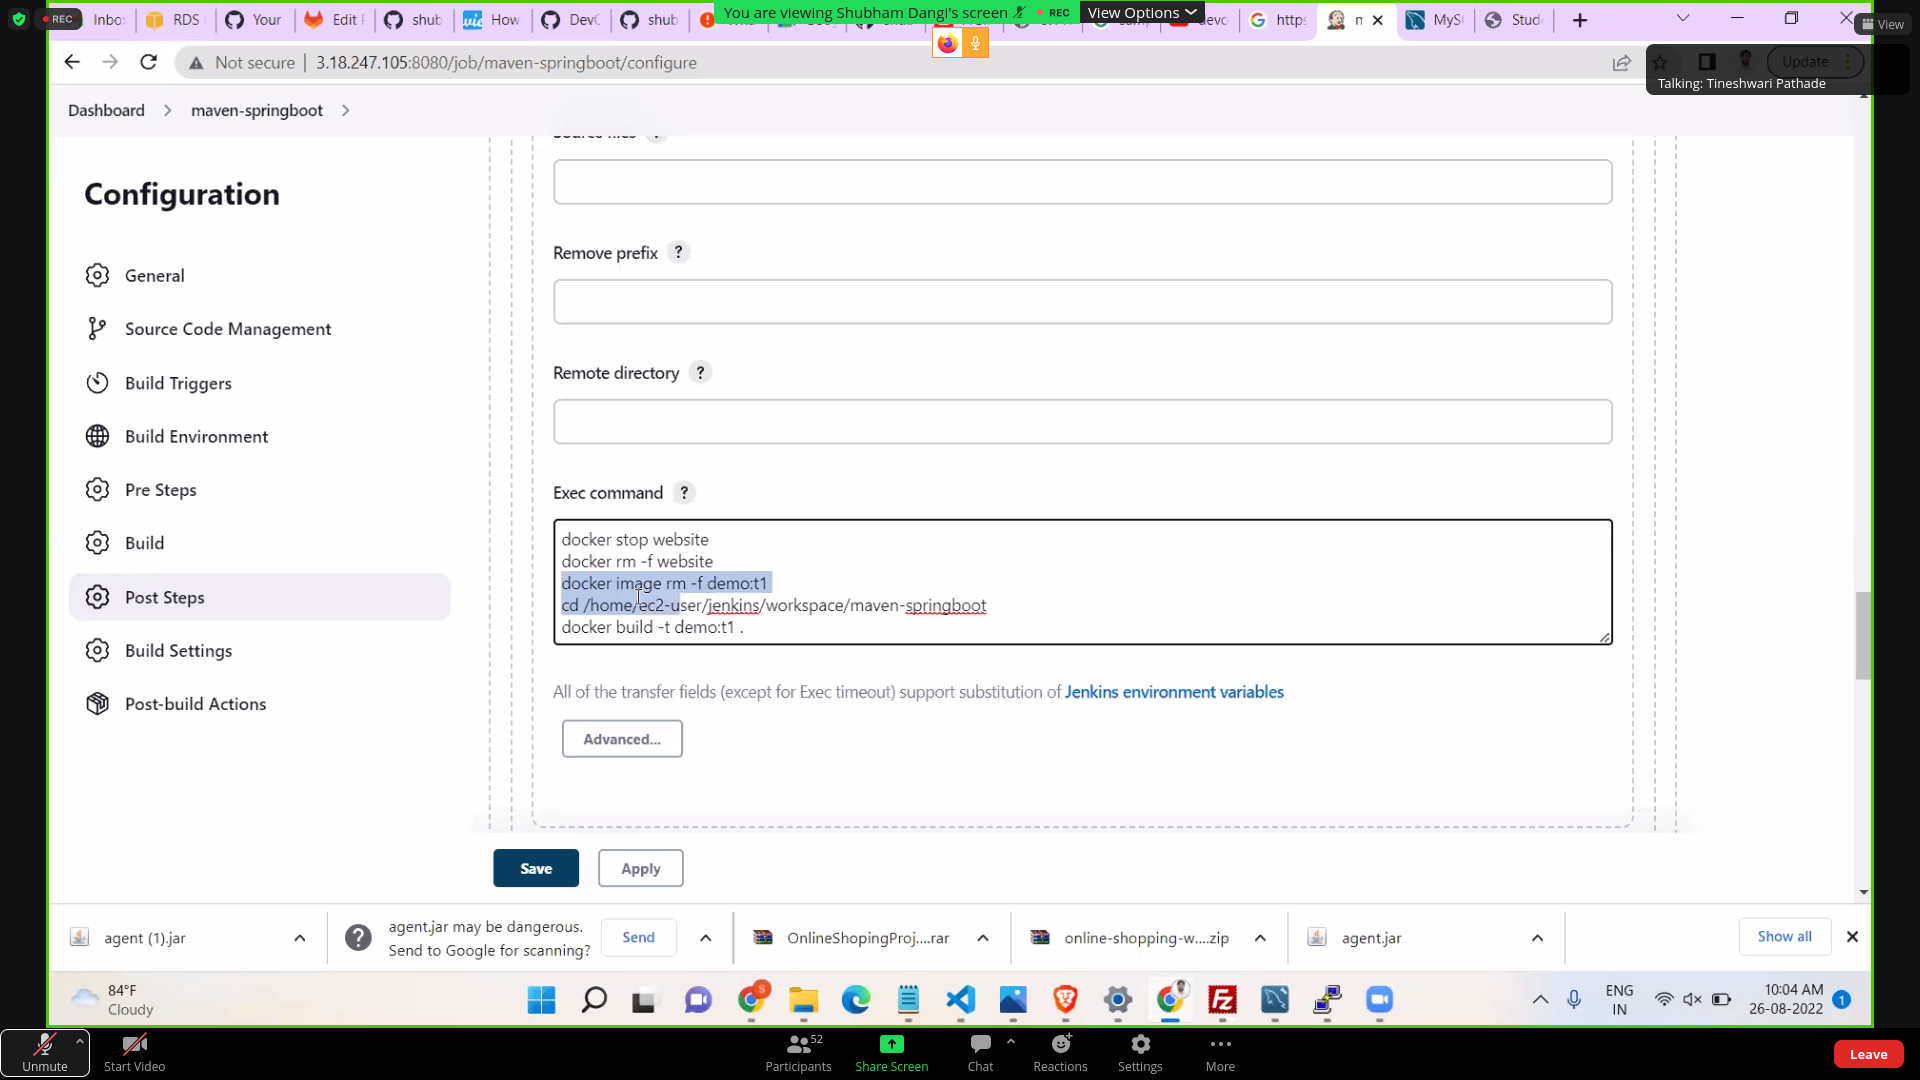 REC
You are viewing Shubham Dangi's screen
REC
View Options
View
Inbo
RDS
Your
Edit
shub
How
Dev
shub
https
m
MyS
Stud
Not secure
3.18.247.105:8080/job/maven-springboot/configure
Update
Talking: Tineshwari Pathade
Dashboard
maven-springboot
Configuration
General
Source Code Management
Build Triggers
Build Environment
Pre Steps
Build
Post Steps
Build Settings
Post-build Actions
Source files ?
Remove prefix ?
Remote directory ?
Exec command ?
docker stop website
docker rm -f website
docker image rm -f demo:t1
cd /home/ec2-user/jenkins/workspace/maven-springboot
docker build -t demo:t1 .
All of the transfer fields (except for Exec timeout) support substitution of Jenkins environment variables
Advanced...
Save
Apply
agent (1).jar
agent.jar may be dangerous.
Send to Google for scanning?
Send
OnlineShopingProj....rar
online-shopping-w....zip
agent.jar
Show all
84°F
Cloudy
ENG
IN
10:04 AM
26-08-2022
1
Unmute
Start Video
52
Participants
Share Screen
Chat
Reactions
Settings
More
Leave